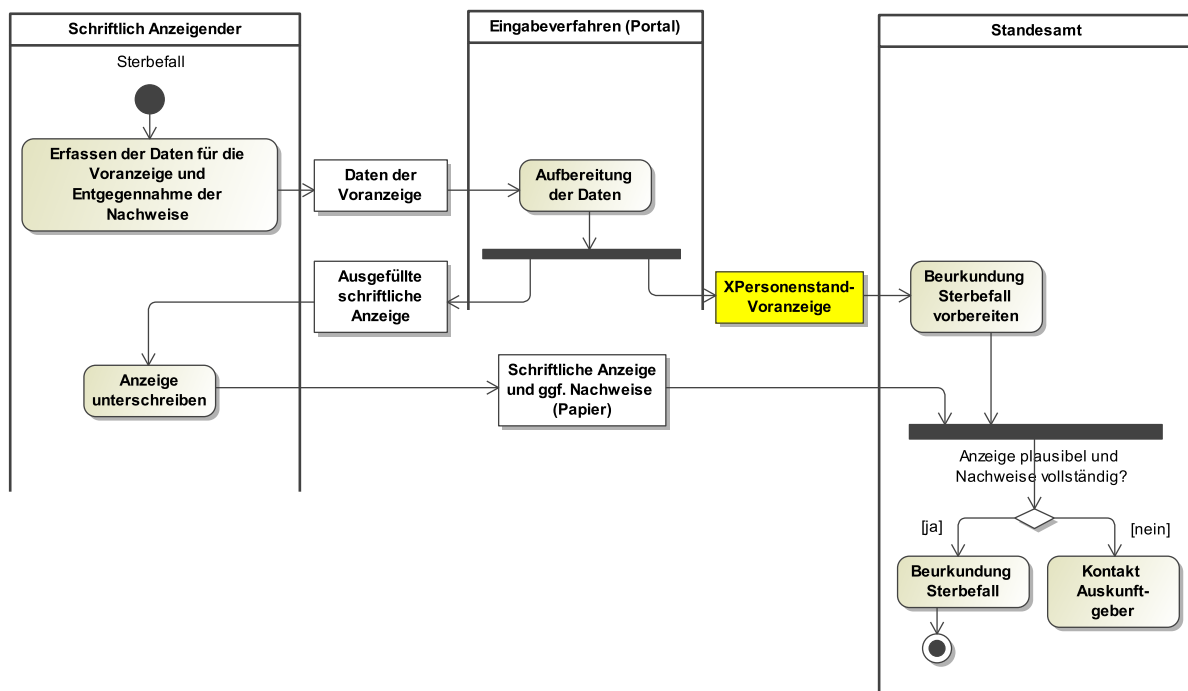 Schriftlich Anzeigender
Eingabeverfahren (Portal)
Standesamt
Sterbefall
Erfassen der Daten für die
Voranzeige und
Entgegennahme der
Nachweise
Daten der
Voranzeige
Aufbereitung
der Daten
Ausgefüllte
schriftliche
Anzeige
XPersonenstand-
Voranzeige
Beurkundung
Sterbefall
vorbereiten
Anzeige
unterschreiben
Schriftliche Anzeige
und ggf. Nachweise
(Papier)
Anzeige plausibel und
Nachweise vollständig?
[ja]
[nein]
Beurkundung
Sterbefall
Kontakt
Auskunft-
geber